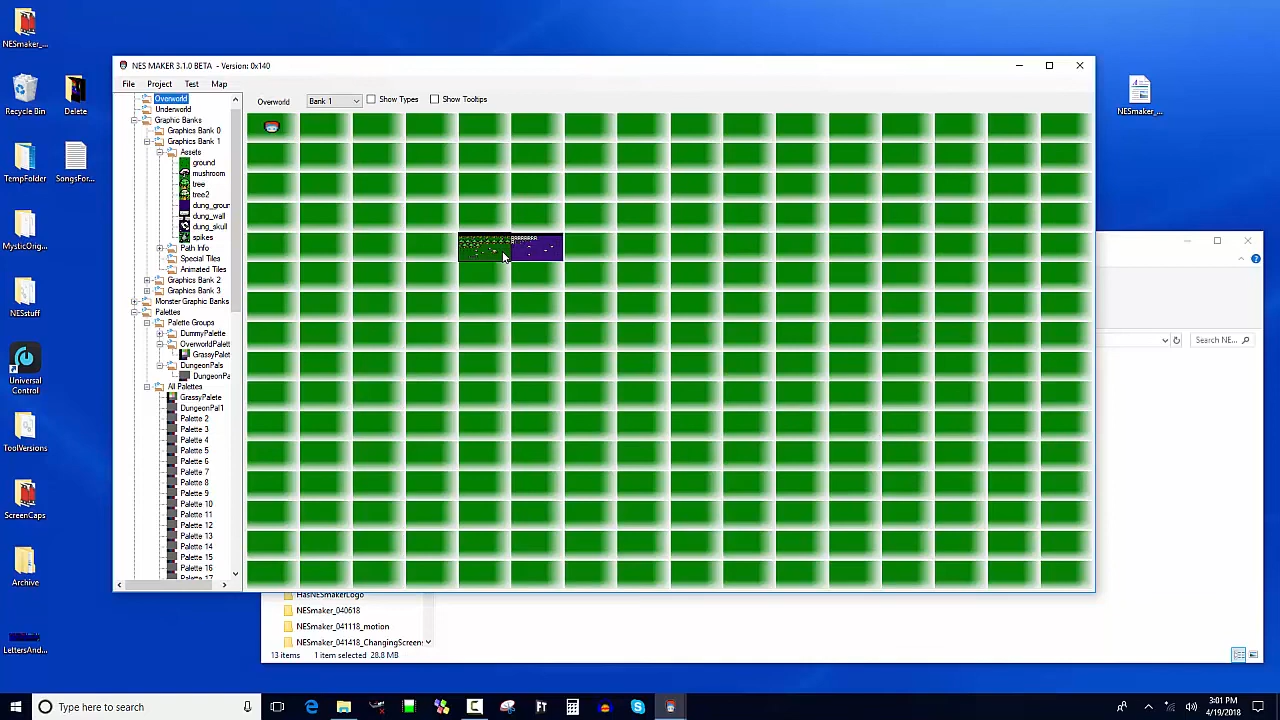 NESmaker_...
Recycle Bin
Delete
TempFolder
SongsFor...
MysticOrig...
NESstuff
Universal
Control
ToolVersions
ScreenCaps
Archive
LettersAnd...
NESmaker_...
NES MAKER 3.1.0 BETA - Version: 0x140
File Project Test Map
Overworld
Underworld
Graphic Banks
Graphics Bank 0
Graphics Bank 1
Assets
ground
mushroom
tree
tree2
dung_groun
dung_wall
dung_skull
spikes
Path Info
Special Tiles
Animated Tiles
Graphics Bank 2
Graphics Bank 3
Monster Graphic Banks
Palettes
Palette Groups
DummyPalette
OverworldPalett
GrassyPalet
DungeonPals
DungeonPa
All Palettes
GrassyPalete
DungeonPal1
Palette 2
Palette 3
Palette 4
Palette 5
Palette 6
Palette 7
Palette 8
Palette 9
Palette 10
Palette 11
Palette 12
Palette 13
Palette 14
Palette 15
Palette 16
Palette 17
Overworld Bank 1 Show Types Show Tooltips
Search NE...
HasNESmakerLogo
NESmaker_040618
NESmaker_041118_motion
NESmaker_041418_ChangingScreen
13 items 1 item selected 28.8 MB
Type here to search
3:01 PM
4/19/2018